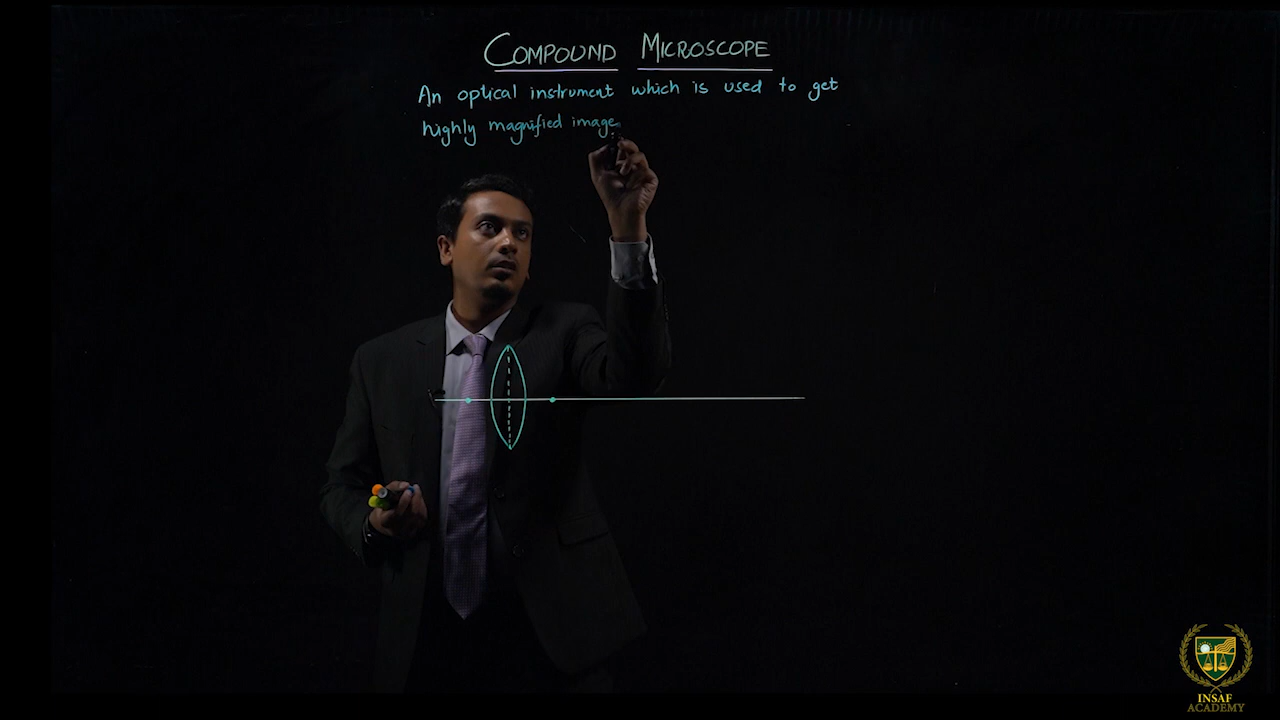 COMPOUND MICROSCOPE
An optical instrument which is used to get
highly magnified image
INSAF
ACADEMY